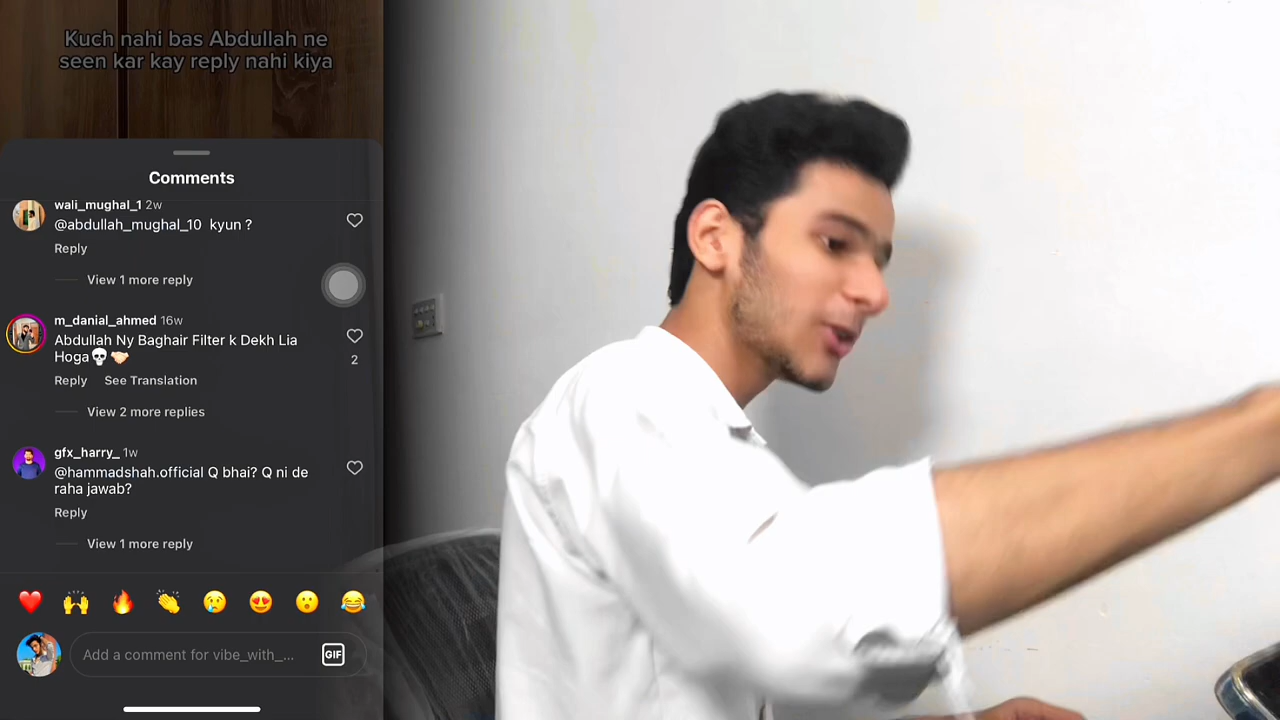 Kuch nahi bas Abdullah ne
seen kar kay reply nahi kiya
Comments
wali_mughal_1 2w
@abdullah_mughal_10 kyun ?
Reply
View 1 more reply
m_danial_ahmed 16w
Abdullah Ny Baghair Filter k Dekh Lia
Hoga💀🤝🏻
2
Reply See Translation
View 2 more replies
gfx_harry_ 1w
@hammadshah.official Q bhai? Q ni de
raha jawab?
Reply
View 1 more reply
❤️🙌🔥👏😢😍😮😂
Add a comment for vibe_with_... GIF